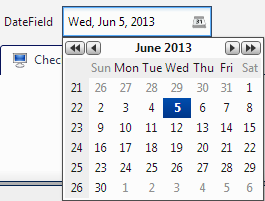 DateField Wed, Jun 5, 2013
June 2013
Sun Mon Tue Wed Thu Fri Sat
21 26 27 28 29 30 31 1
22 2 3 4 5 6 7 8
23 9 10 11 12 13 14 15
24 16 17 18 19 20 21 22
25 23 24 25 26 27 28 29
26 30 1 2 3 4 5 6
Chec
31